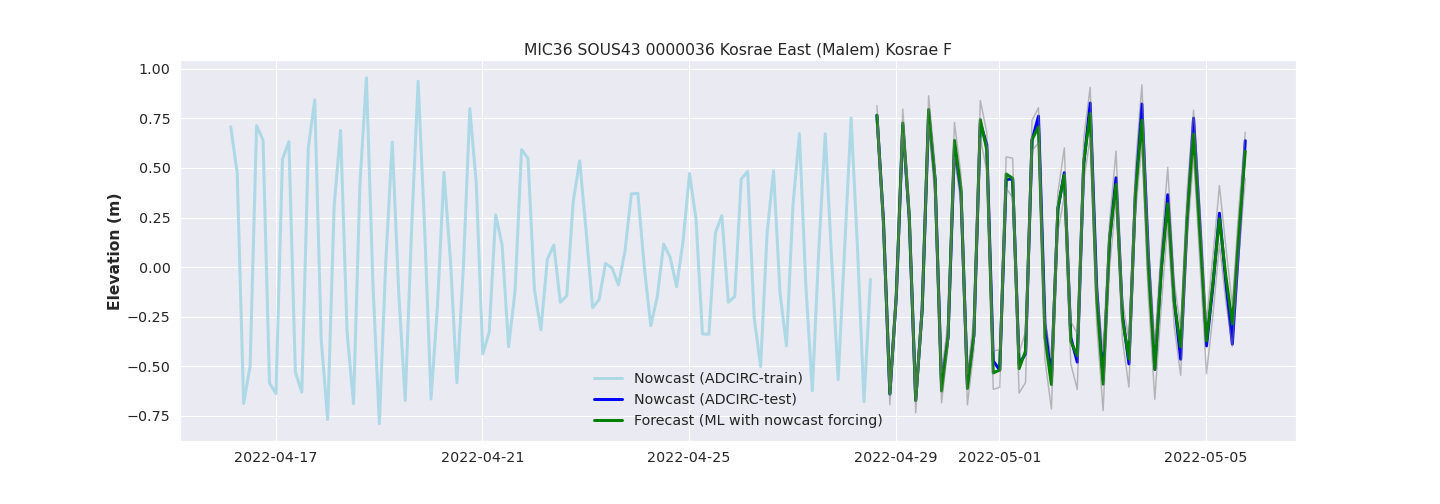 MIC36 SOUS43 0000036 Kosrae East (Malem) Kosrae F
Elevation (m)
1.00
0.75
0.50
0.25
0.00
−0.25
−0.50
−0.75
Nowcast (ADCIRC-train)
Nowcast (ADCIRC-test)
Forecast (ML with nowcast forcing)
2022-04-17 2022-04-21 2022-04-25 2022-04-29 2022-05-01 2022-05-05